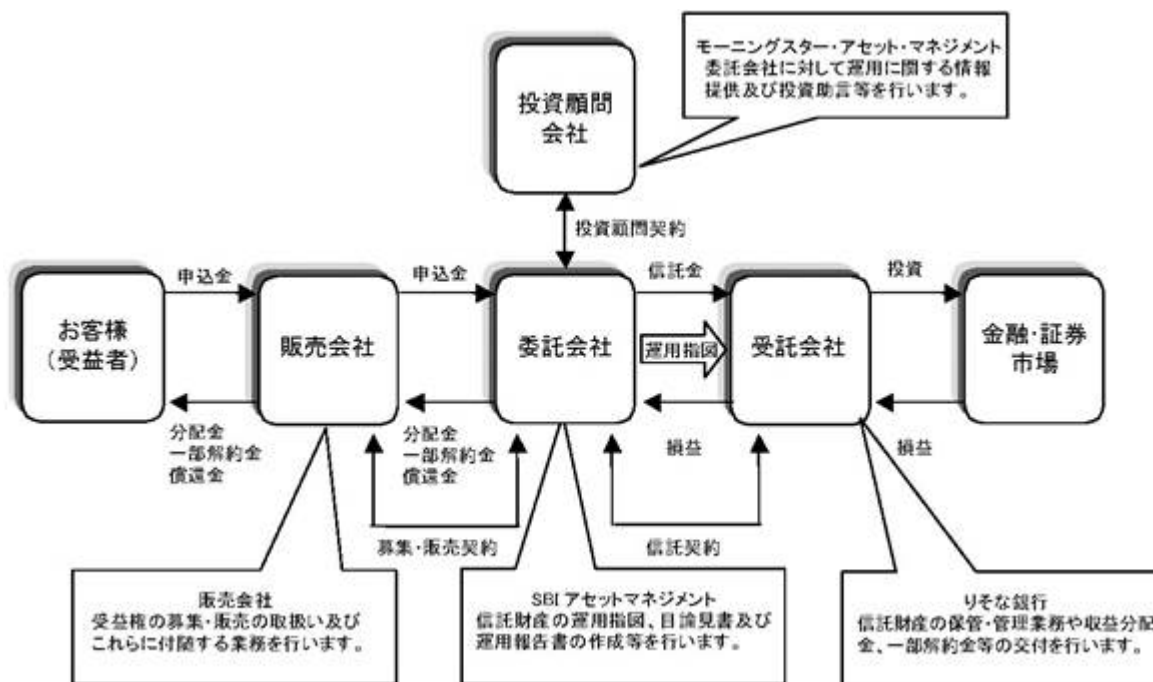 モーニングスター・アセット・マネジメント
委託会社に対して運用に関する情報
提供及び投資助言等を行います。
投資顧問
会社
投資顧問契約
申込金
申込金
信託金
投資
お客様
（受益者）
販売会社
委託会社
運用指図
受託会社
金融・証券
市場
分配金
一部解約金
償還金
分配金
一部解約金
償還金
損益
損益
募集・販売契約
信託契約
販売会社
受益権の募集・販売の取扱い及び
これらに付随する業務を行います。
SBI アセットマネジメント
信託財産の運用指図、目論見書及び
運用報告書の作成等を行います。
りそな銀行
信託財産の保管・管理業務や収益分配
金、一部解約金等の交付を行います。